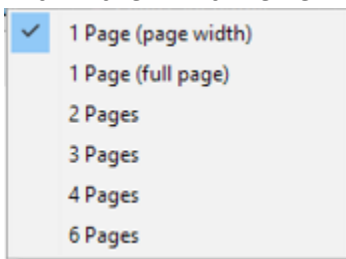 1 Page (page width)
1 Page (full page)
2 Pages
3 Pages
4 Pages
6 Pages